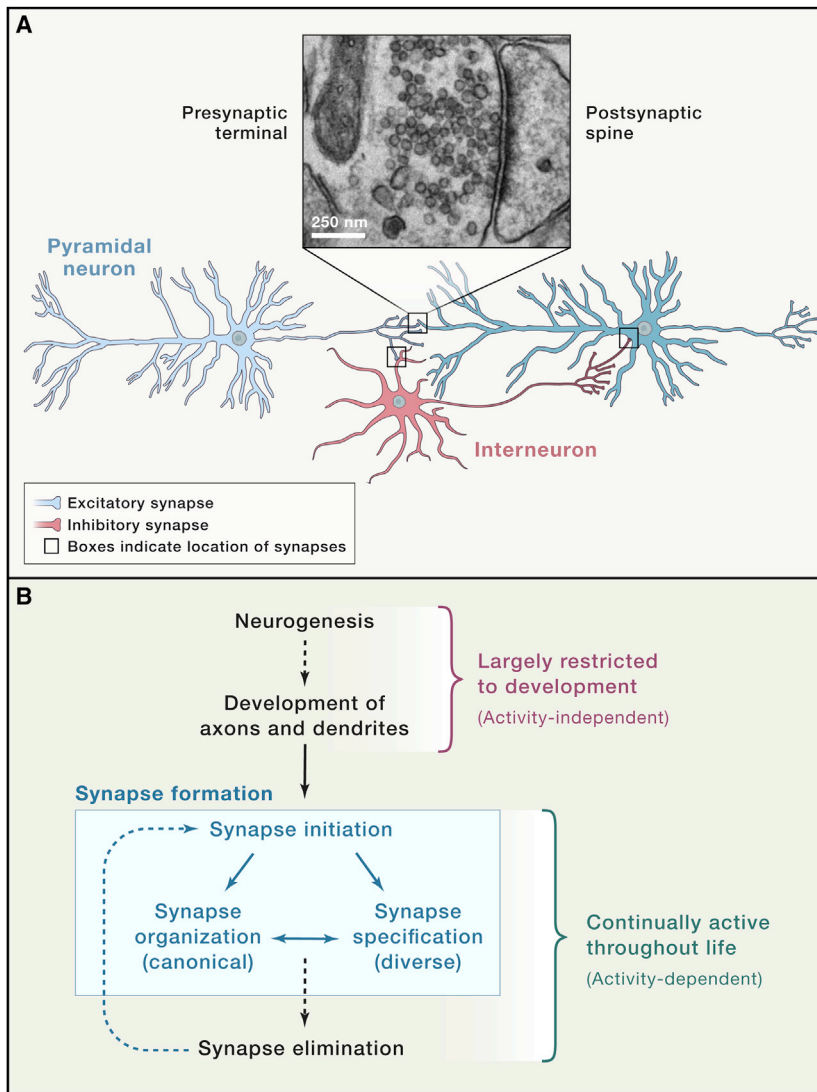 A
Presynaptic
terminal
Postsynaptic
spine
250 nm
Pyramidal
neuron
Interneuron
Excitatory synapse
Inhibitory synapse
Boxes indicate location of synapses
B
Neurogenesis
Development of
axons and dendrites
Largely restricted
to development
(Activity-independent)
Synapse formation
Synapse initiation
Synapse
organization
(canonical)
Synapse
specification
(diverse)
Continually active
throughout life
(Activity-dependent)
Synapse elimination